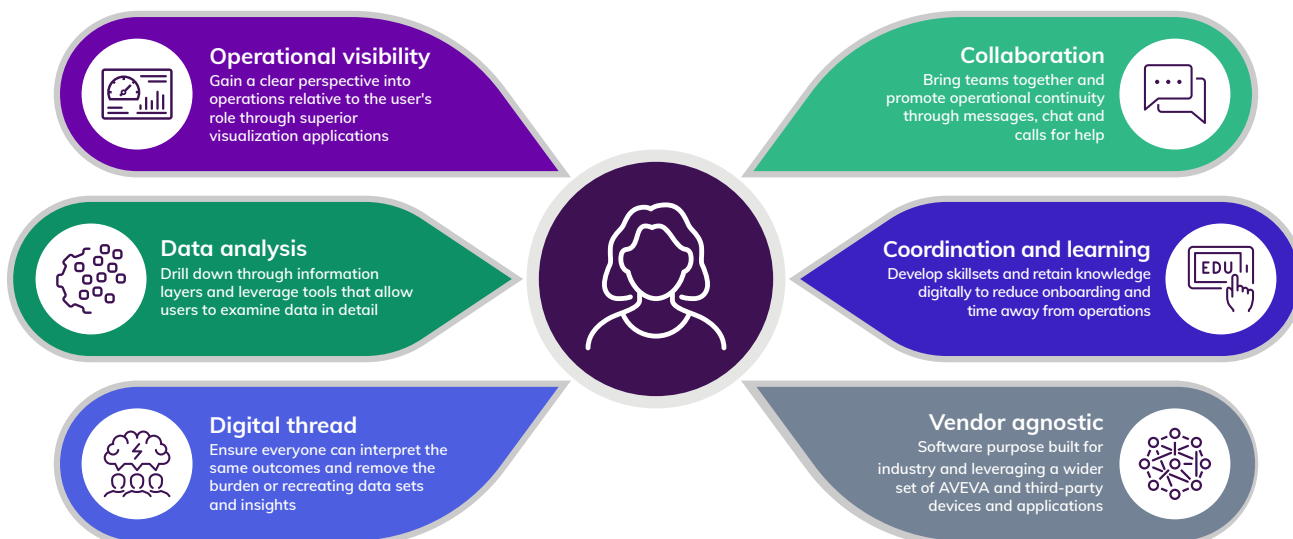 Operational visibility
Gain a clear perspective into
operations relative to the user's
role through superior
visualization applications
Collaboration
Bring teams together and
promote operational continuity
through messages, chat and
calls for help
Data analysis
Drill down through information
layers and leverage tools that allow
users to examine data in detail
Coordination and learning
Develop skillsets and retain knowledge
digitally to reduce onboarding and
time away from operations
EDU
Digital thread
Ensure everyone can interpret the
same outcomes and remove the
burden or recreating data sets
and insights
Vendor agnostic
Software purpose built for
industry and leveraging a wider
set of AVEVA and third-party
devices and applications